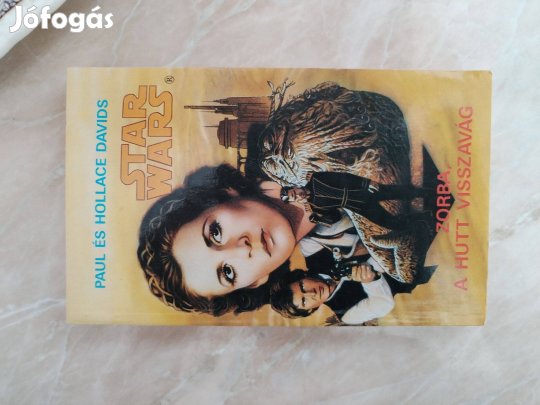 Jófogás
PAUL ÉS HOLLACE DAVIDS
STAR
WARS®
ZORBA,
A HUTT VISSZAVÁG